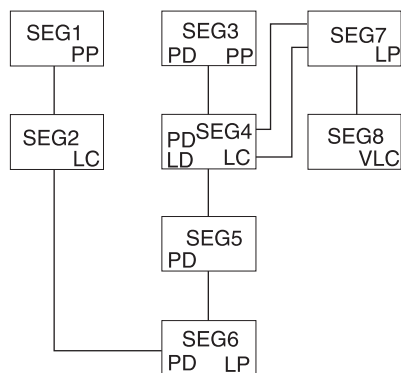 SEG1
PP
SEG3
PD PP
SEG7
LP
SEG2
LC
PD SEG4
LD LC
SEG8
VLC
SEG5
PD
SEG6
PD LP